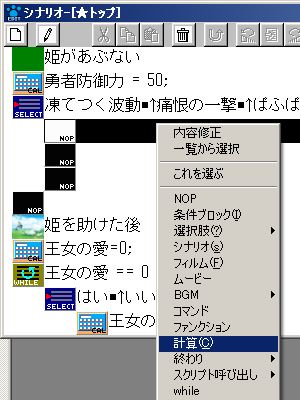 シナリオ-[★トップ]
姫があぶない
CAL 勇者防御力 = 50;
SELECT 凍てつく波動■↑痛恨の一撃■↑ぱふぱ
NOP
NOP
姫を助けた後
CAL 王女の愛=0;
WHILE 王女の愛 == 0
SELECT はい■↑いい
CAL 王女の
内容修正
一覧から選択
これを選ぶ
NOP
条件ブロック(I)
選択肢(?)
シナリオ(s)
フィルム(F)
ムービー
BGM
コマンド
ファンクション
計算(C)
終わり
スクリプト呼び出し
while